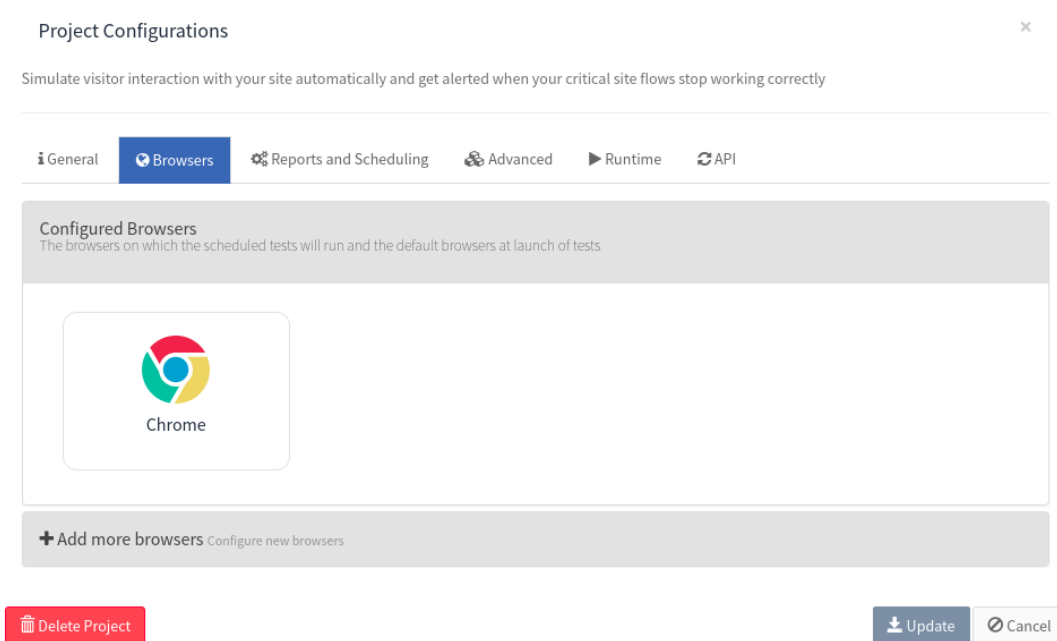 Project Configurations
×
Simulate visitor interaction with your site automatically and get alerted when your critical site flows stop working correctly
General Browsers Reports and Scheduling Advanced Runtime API
Configured Browsers
The browsers on which the scheduled tests will run and the default browsers at launch of tests
Chrome
Add more browsers Configure new browsers
Delete Project Update Cancel